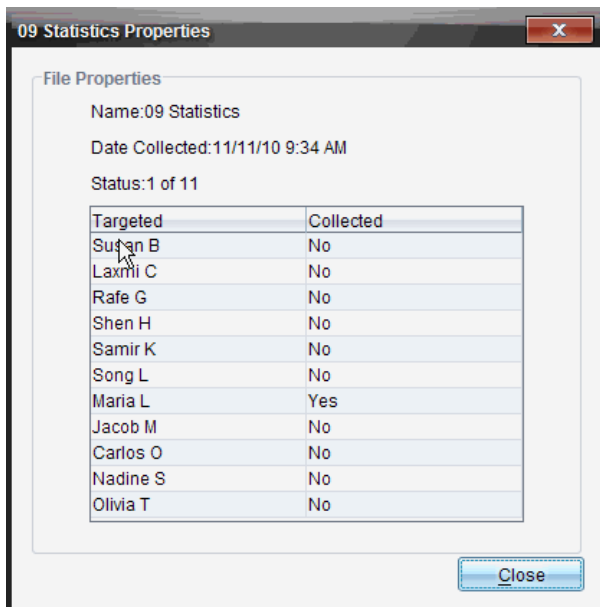 09 Statistics Properties
File Properties
Name:09 Statistics
Date Collected:11/11/10 9:34 AM
Status:1 of 11
Targeted Collected
Susan B No
Laxmi C No
Rafe G No
Shen H No
Samir K No
Song L No
Maria L Yes
Jacob M No
Carlos O No
Nadine S No
Olivia T No
Close